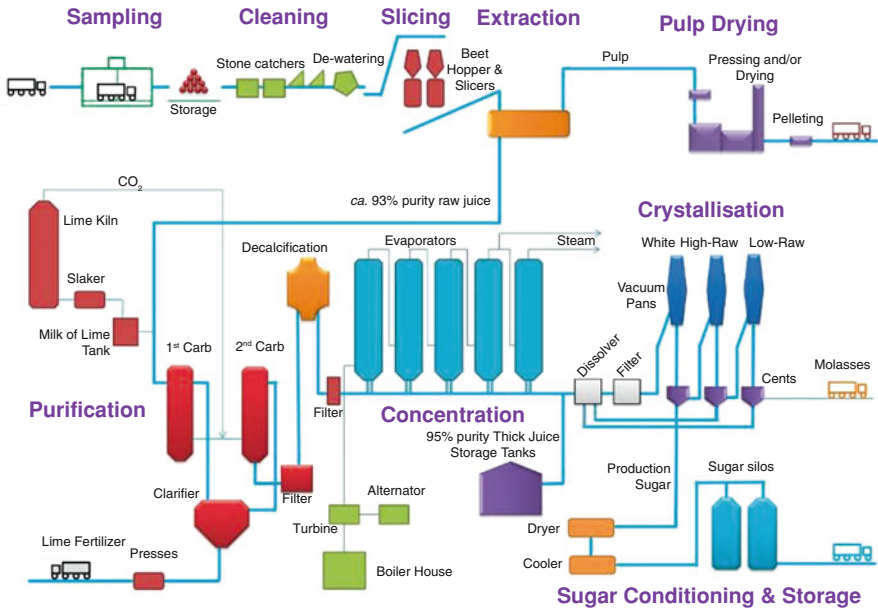 Sampling
Cleaning
Slicing
Extraction
Pulp Drying
Stone catchers
De-watering
Beet
Hopper &
Slicers
Pulp
Pressing and/or
Drying
Storage
Pelleting
CO₂
ca. 93% purity raw juice
Lime Kiln
Slaker
Milk of Lime
Tank
Decalcification
Evaporators
Steam
Crystallisation
White
High-Raw
Low-Raw
Vacuum
Pans
1st Carb
2nd Carb
Dissolver
Filter
Cents
Molasses
Purification
Filter
Concentration
95% purity Thick Juice
Storage Tanks
Clarifier
Filter
Alternator
Turbine
Production
Sugar
Sugar silos
Lime Fertilizer
Presses
Boiler House
Dryer
Cooler
Sugar Conditioning & Storage